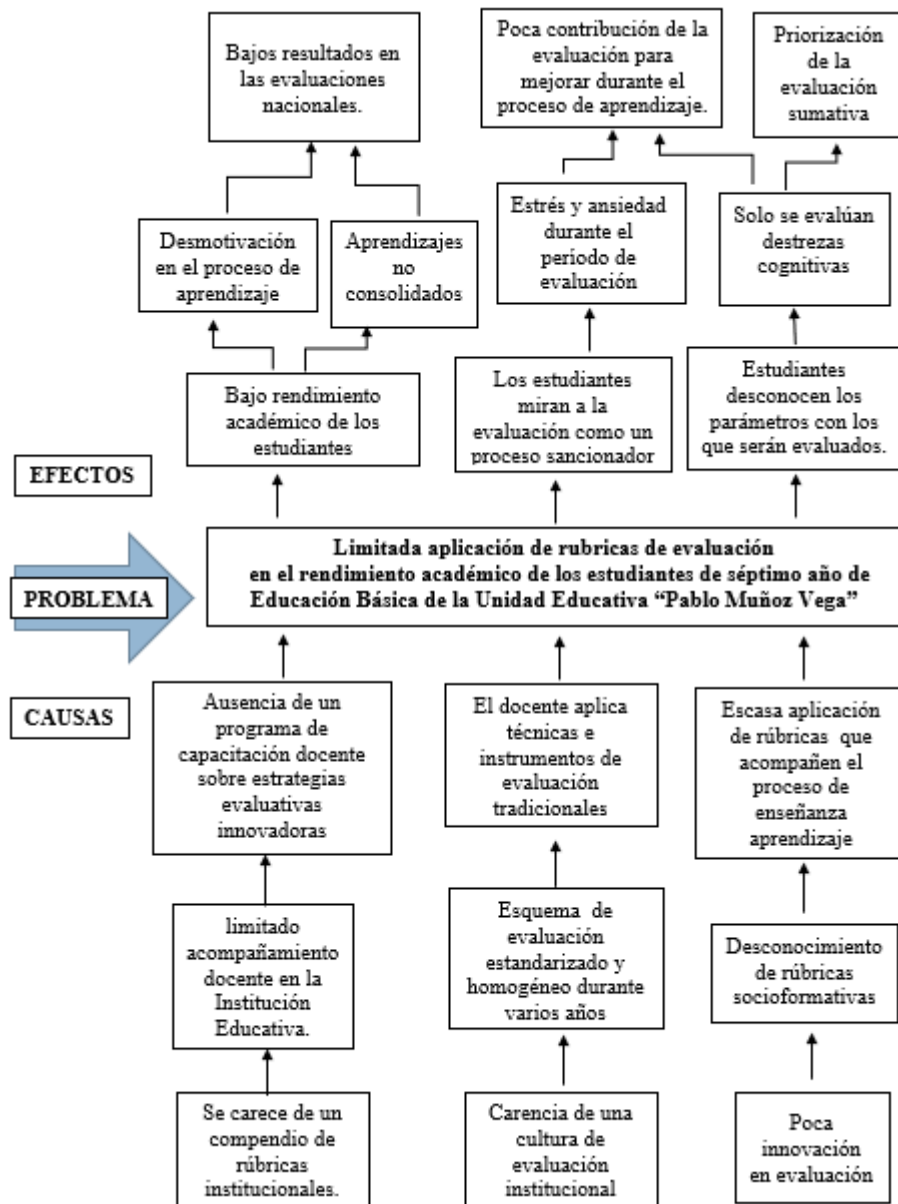 Bajos resultados en
las evaluaciones
nacionales.
Poca contribución de la
evaluación para
mejorar durante el
proceso de aprendizaje.
Priorización
de la
evaluación
sumativa
Desmotivación
en el proceso de
aprendizaje
Aprendizajes
no
consolidados
Estrés y ansiedad
durante el
periodo de
evaluación
Solo se evalúan
destrezas
cognitivas
Bajo rendimiento
académico de los
estudiantes
Los estudiantes
miran a la
evaluación como un
proceso sancionador
Estudiantes
desconocen los
parámetros con los
que serán evaluados.
EFECTOS
PROBLEMA
Limitada aplicación de rubricas de evaluación
en el rendimiento académico de los estudiantes de séptimo año de
Educación Básica de la Unidad Educativa “Pablo Muñoz Vega”
CAUSAS
Ausencia de un
programa de
capacitación docente
sobre estrategias
evaluativas
innovadoras
El docente aplica
técnicas e
instrumentos de
evaluación
tradicionales
Escasa aplicación
de rúbricas que
acompañen el
proceso de
enseñanza
aprendizaje
limitado
acompañamiento
docente en la
Institución
Educativa.
Esquema de
evaluación
estandarizado y
homogéneo durante
varios años
Desconocimiento
de rúbricas
socioformativas
Se carece de un
compendio de
rúbricas
institucionales.
Carencia de una
cultura de
evaluación
institucional
Poca
innovación
en evaluación